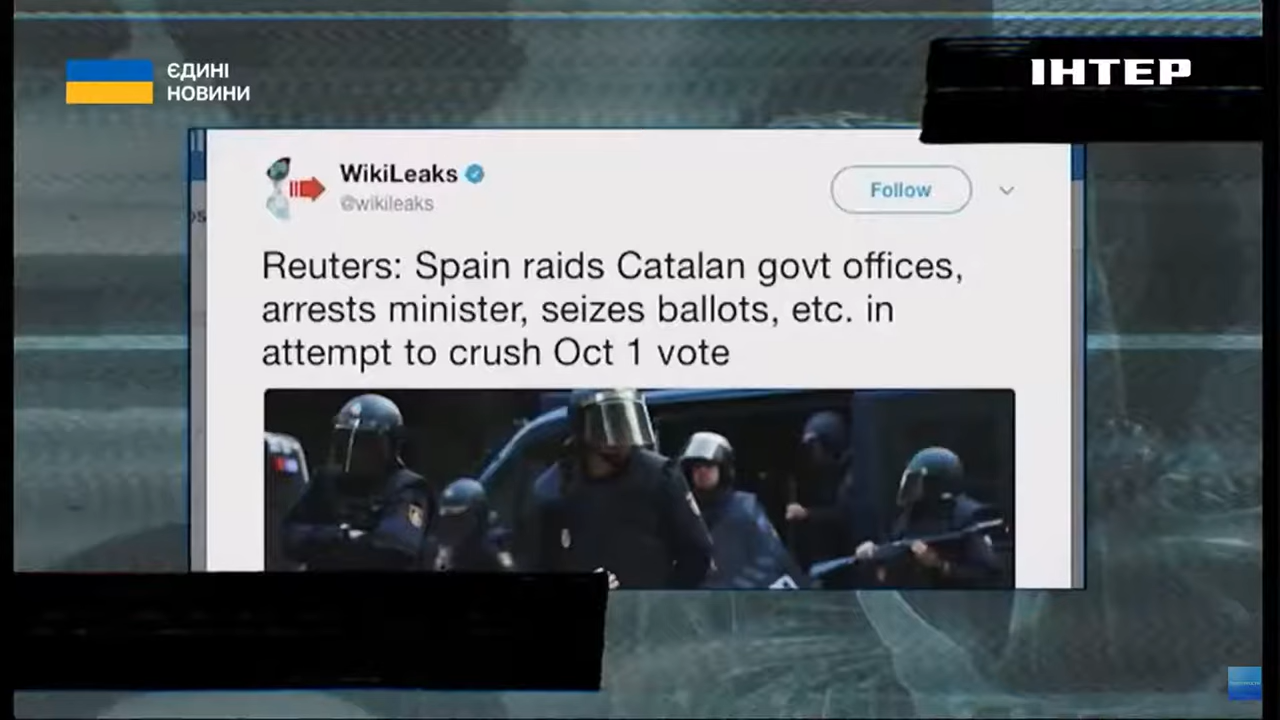 ЄДИНІ
НОВИНИ
ІНТЕР
WikiLeaks
@wikileaks
Follow
Reuters: Spain raids Catalan govt offices,
arrests minister, seizes ballots, etc. in
attempt to crush Oct 1 vote